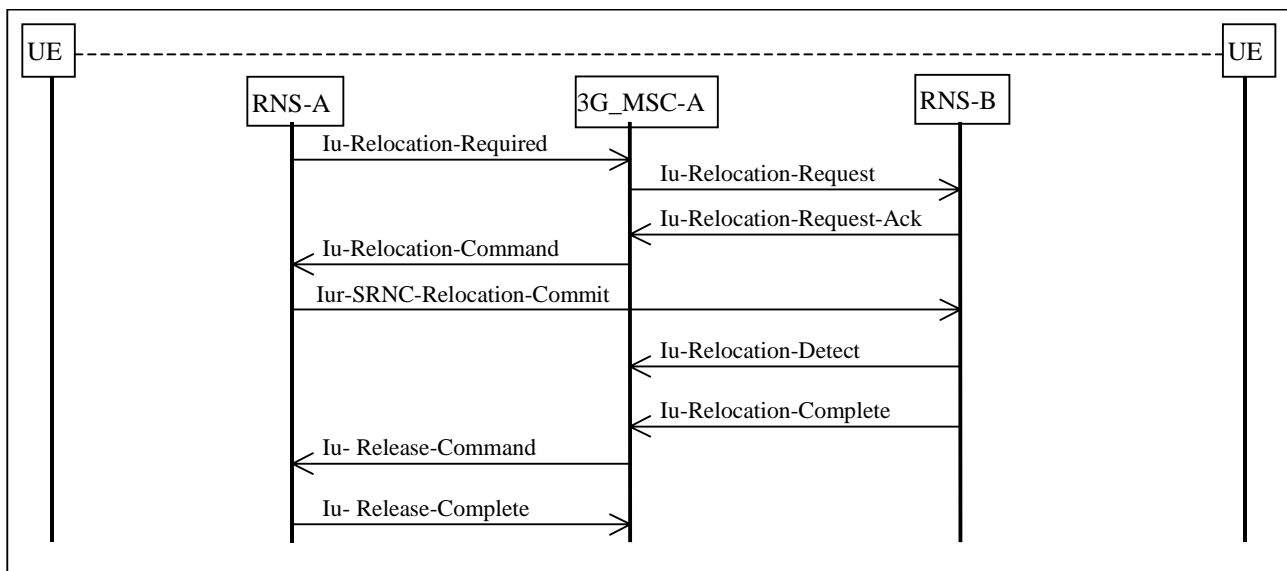 UE
UE
RNS-A
3G_MSC-A
RNS-B
Iu-Relocation-Required
Iu-Relocation-Request
Iu-Relocation-Request-Ack
Iu-Relocation-Command
Iur-SRNC-Relocation-Commit
Iu-Relocation-Detect
Iu-Relocation-Complete
Iu- Release-Command
Iu- Release-Complete